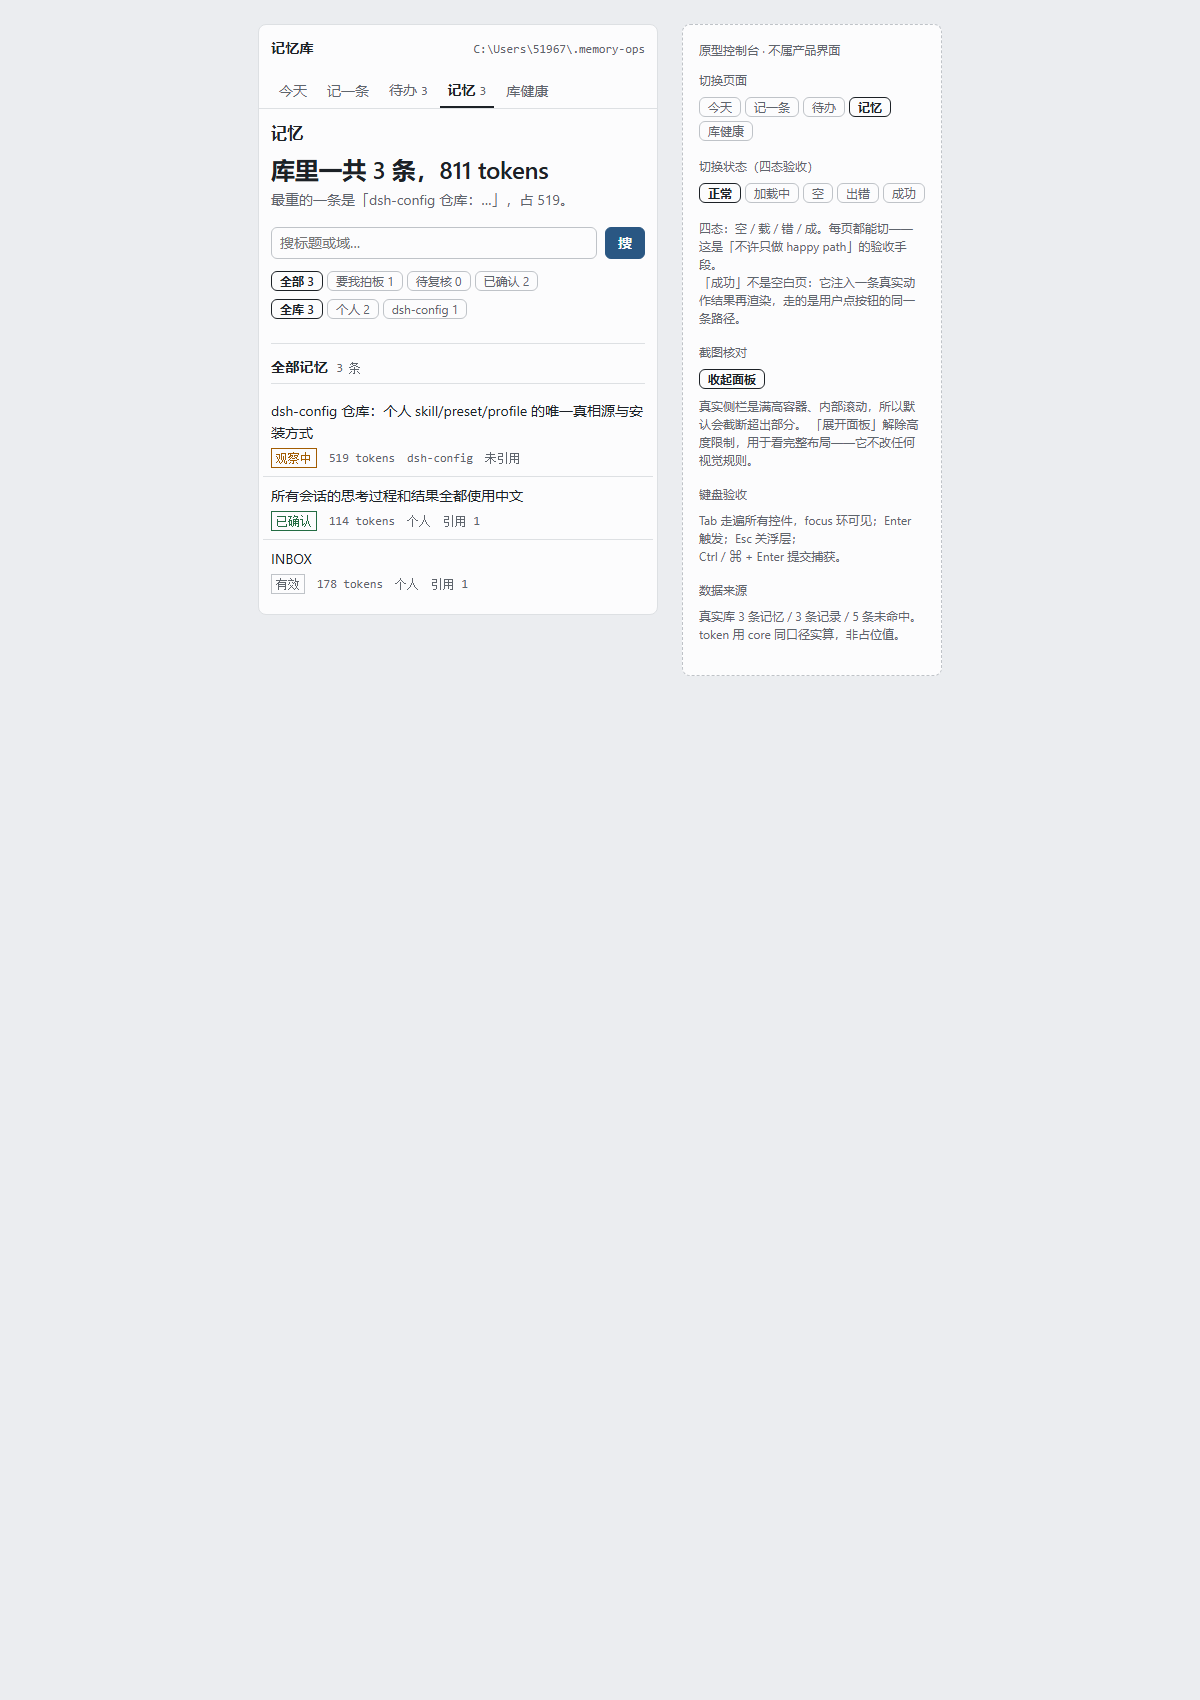 记忆库
C:\Users\51967\.memory-ops
今天 记一条 待办 3 记忆 3 库健康
记忆
库里一共 3 条，811 tokens
最重的一条是「dsh-config 仓库：…」，占 519。
搜标题或域… 搜
全部 3 要我拍板 1 待复核 0 已确认 2
全库 3 个人 2 dsh-config 1
全部记忆 3 条
dsh-config 仓库：个人 skill/preset/profile 的唯一真相源与安
装方式
观察中 519 tokens dsh-config 未引用
所有会话的思考过程和结果全都使用中文
已确认 114 tokens 个人 引用 1
INBOX
有效 178 tokens 个人 引用 1
原型控制台 · 不属产品界面
切换页面
今天 记一条 待办 记忆
库健康
切换状态（四态验收）
正常 加载中 空 出错 成功
四态：空 / 载 / 错 / 成。每页都能切——
这是「不许只做 happy path」的验收手
段。
「成功」不是空白页：它注入一条真实动
作结果再渲染，走的是用户点按钮的同一
条路径。
截图核对
收起面板
真实侧栏是满高容器、内部滚动，所以默
认会截断超出部分。 「展开面板」解除高
度限制，用于看完整布局——它不改任何
视觉规则。
键盘验收
Tab 走遍所有控件，focus 环可见；Enter
触发；Esc 关浮层；
Ctrl / ⌘ + Enter 提交捕获。
数据来源
真实库 3 条记忆 / 3 条记录 / 5 条未命中。
token 用 core 同口径实算，非占位值。